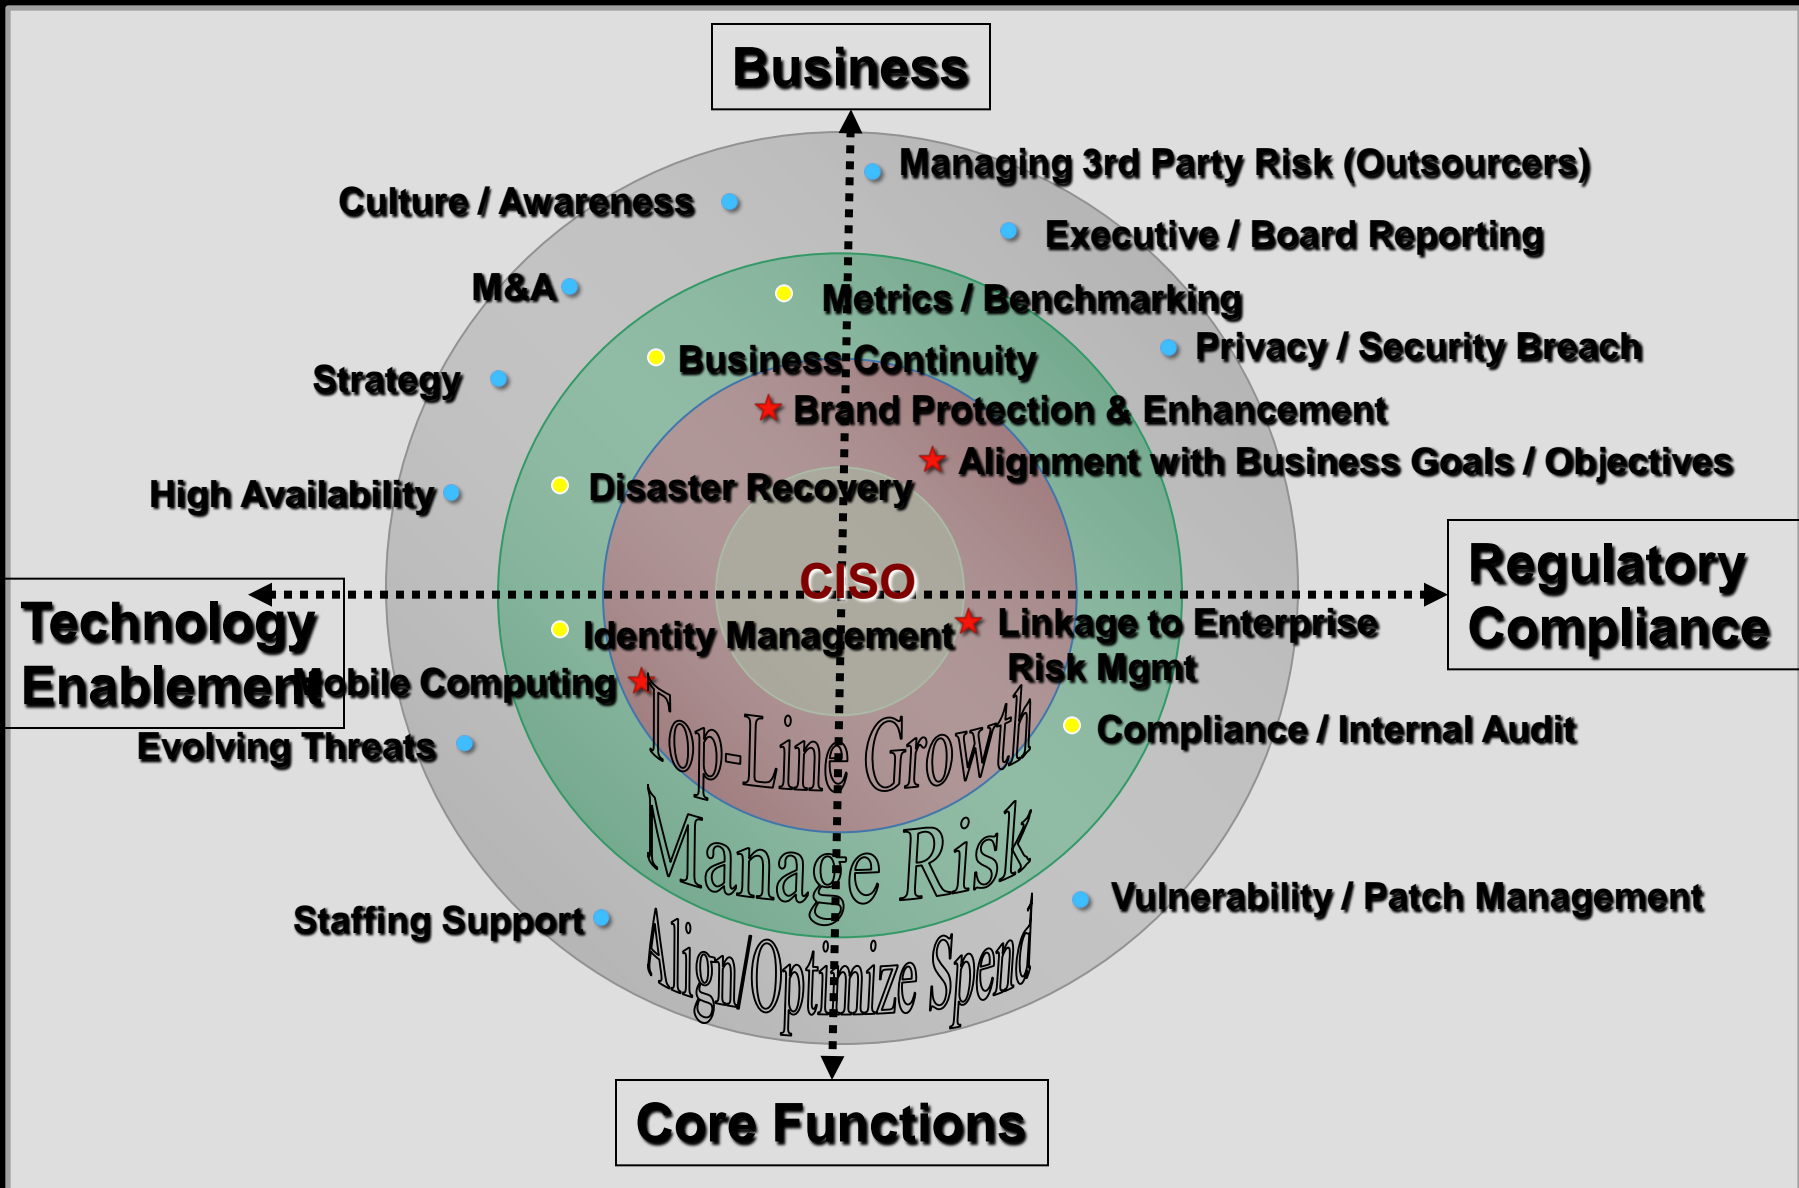 Business
Managing 3rd Party Risk (Outsourcers)
Culture / Awareness
Executive / Board Reporting
M&A
Metrics / Benchmarking
Privacy / Security Breach
Business Continuity
Strategy
Brand Protection & Enhancement
Alignment with Business Goals / Objectives
High Availability
Disaster Recovery
Regulatory
Compliance
CISO
Technology
Enablement
Identity Management
Linkage to Enterprise
Risk Mgmt
Mobile Computing
Top-Line Growth
Compliance / Internal Audit
Evolving Threats
Manage Risk
Vulnerability / Patch Management
Staffing Support
Align/Optimize Spend
Core Functions